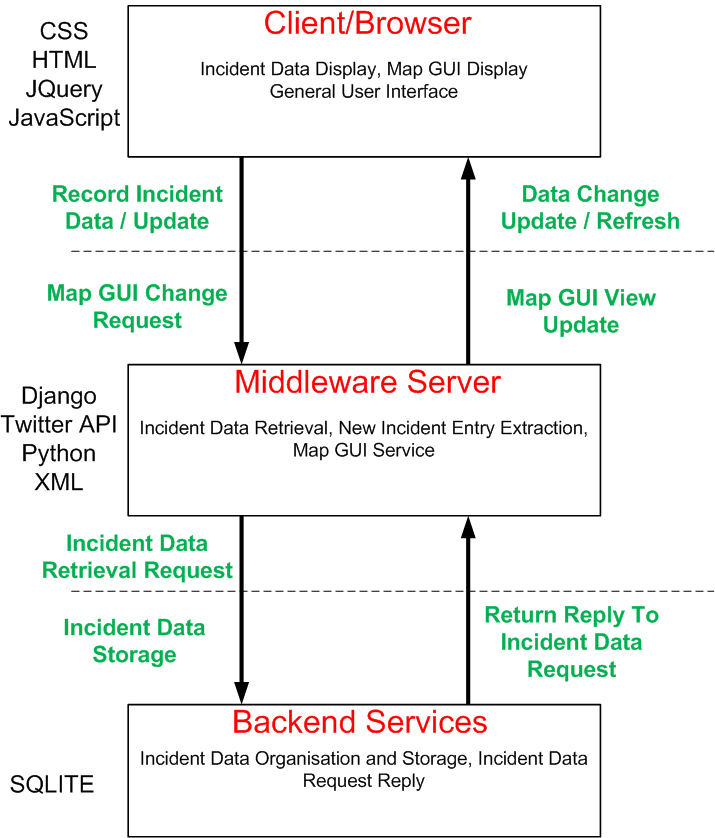 Client/Browser
CSS
HTML
JQuery
JavaScript
Incident Data Display, Map GUI Display
General User Interface
Record Incident
Data / Update
Data Change
Update / Refresh
Map GUI Change
Request
Map GUI View
Update
Middleware Server
Django
Twitter API
Python
XML
Incident Data Retrieval, New Incident Entry Extraction,
Map GUI Service
Incident Data
Retrieval Request
Incident Data
Storage
Return Reply To
Incident Data
Request
Backend Services
SQLITE
Incident Data Organisation and Storage, Incident Data
Request Reply